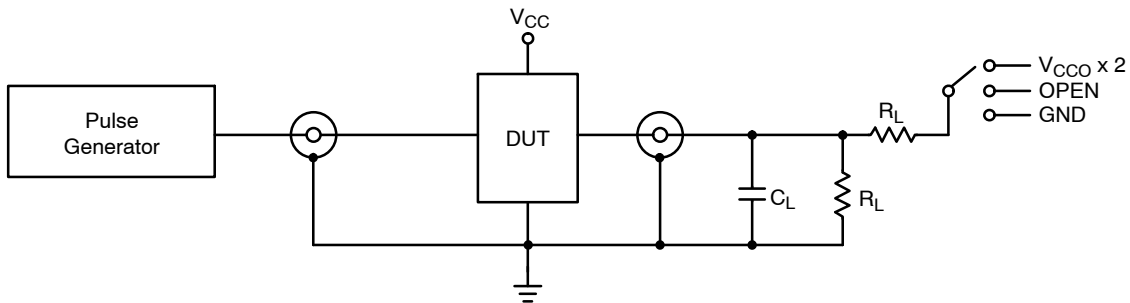 V_CC
Pulse
Generator
DUT
R_L
V_CCO x 2
OPEN
GND
C_L
R_L